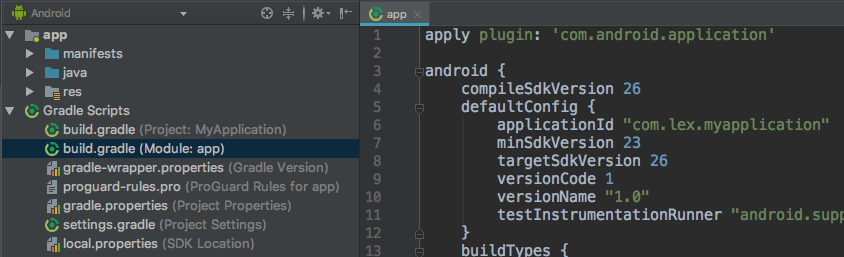 Android
app
manifests
java
res
Gradle Scripts
build.gradle (Project: MyApplication)
build.gradle (Module: app)
gradle-wrapper.properties (Gradle Version)
proguard-rules.pro (ProGuard Rules for app)
gradle.properties (Project Properties)
settings.gradle (Project Settings)
local.properties (SDK Location)
app
1 apply plugin: 'com.android.application'
2
3 android {
4 compileSdkVersion 26
5 defaultConfig {
6 applicationId "com.lex.myapplication"
7 minSdkVersion 23
8 targetSdkVersion 26
9 versionCode 1
10 versionName "1.0"
11 testInstrumentationRunner "android.supp
12 }
13 buildTypes {